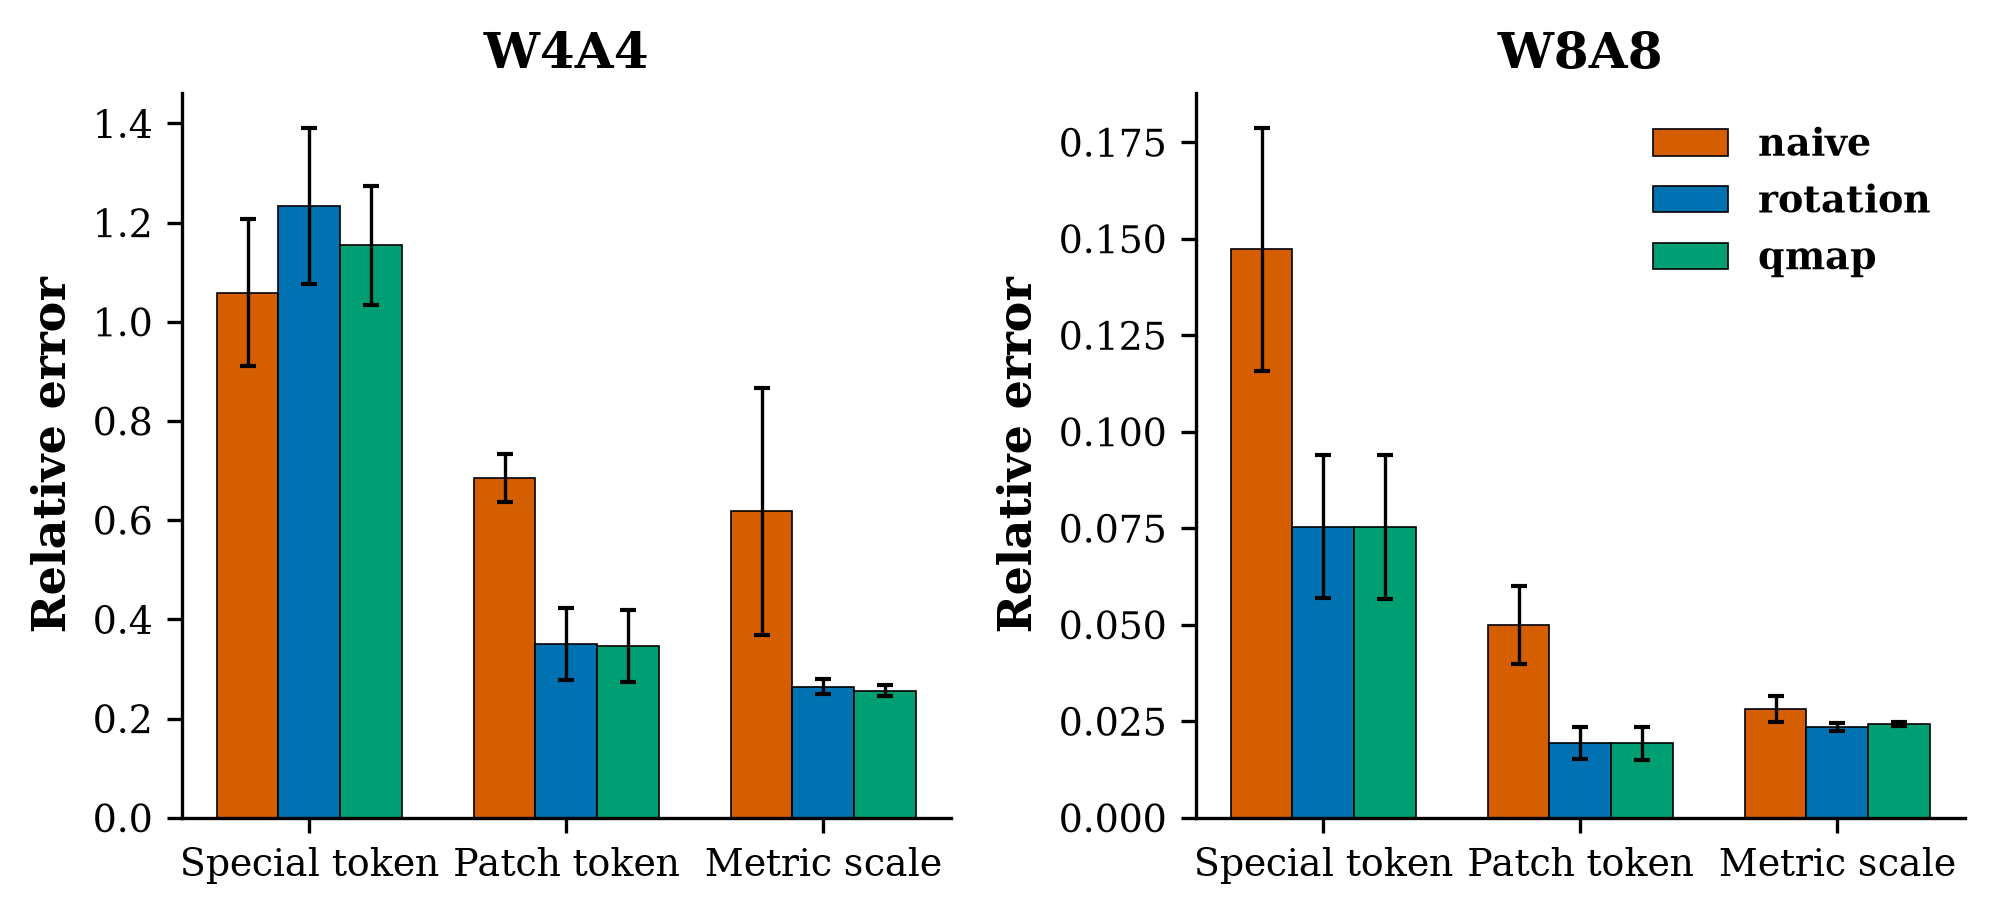 W4A4
Relative error
1.4
1.2
1.0
0.8
0.6
0.4
0.2
0.0
Special token
Patch token
Metric scale
W8A8
Relative error
0.175
0.150
0.125
0.100
0.075
0.050
0.025
0.000
Special token
Patch token
Metric scale
naive
rotation
qmap